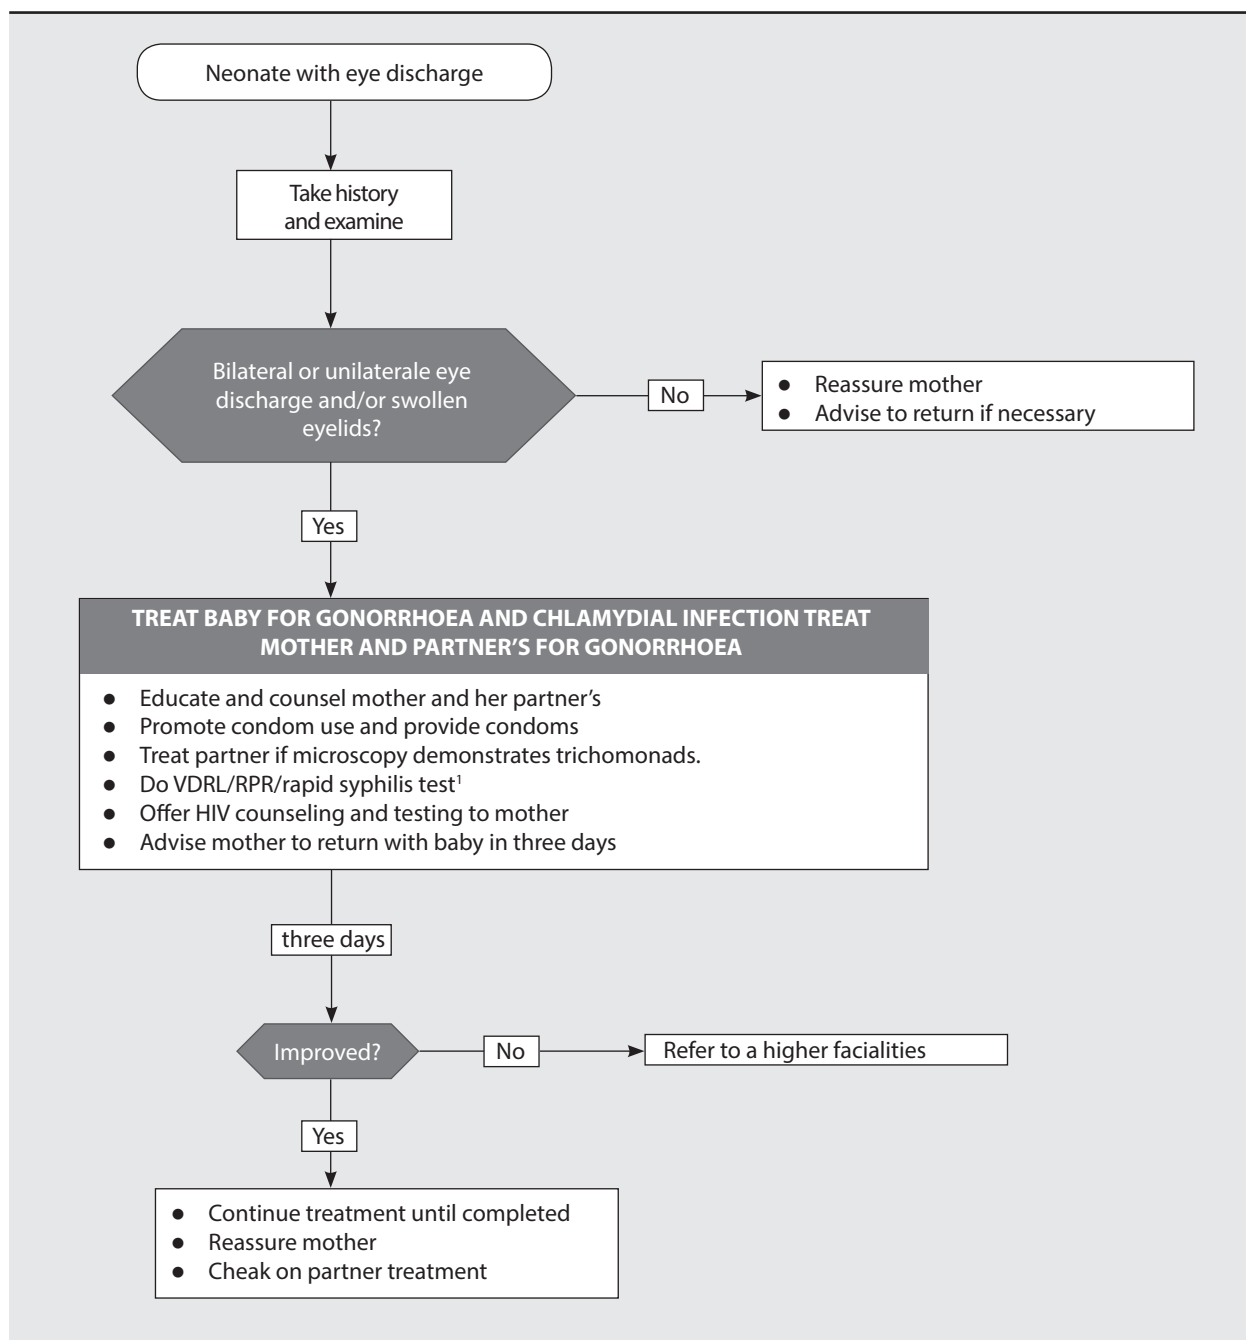 Neonate with eye discharge
Take history
and examine
Bilateral or unilaterale eye
discharge and/or swollen
eyelids?
No
● Reassure mother
● Advise to return if necessary
Yes
TREAT BABY FOR GONORRHOEA AND CHLAMYDIAL INFECTION TREAT
MOTHER AND PARTNER'S FOR GONORRHOEA
● Educate and counsel mother and her partner's
● Promote condom use and provide condoms
● Treat partner if microscopy demonstrates trichomonads.
● Do VDRL/RPR/rapid syphilis test¹
● Offer HIV counseling and testing to mother
● Advise mother to return with baby in three days
three days
Improved?
No
Refer to a higher facialities
Yes
● Continue treatment until completed
● Reassure mother
● Cheak on partner treatment